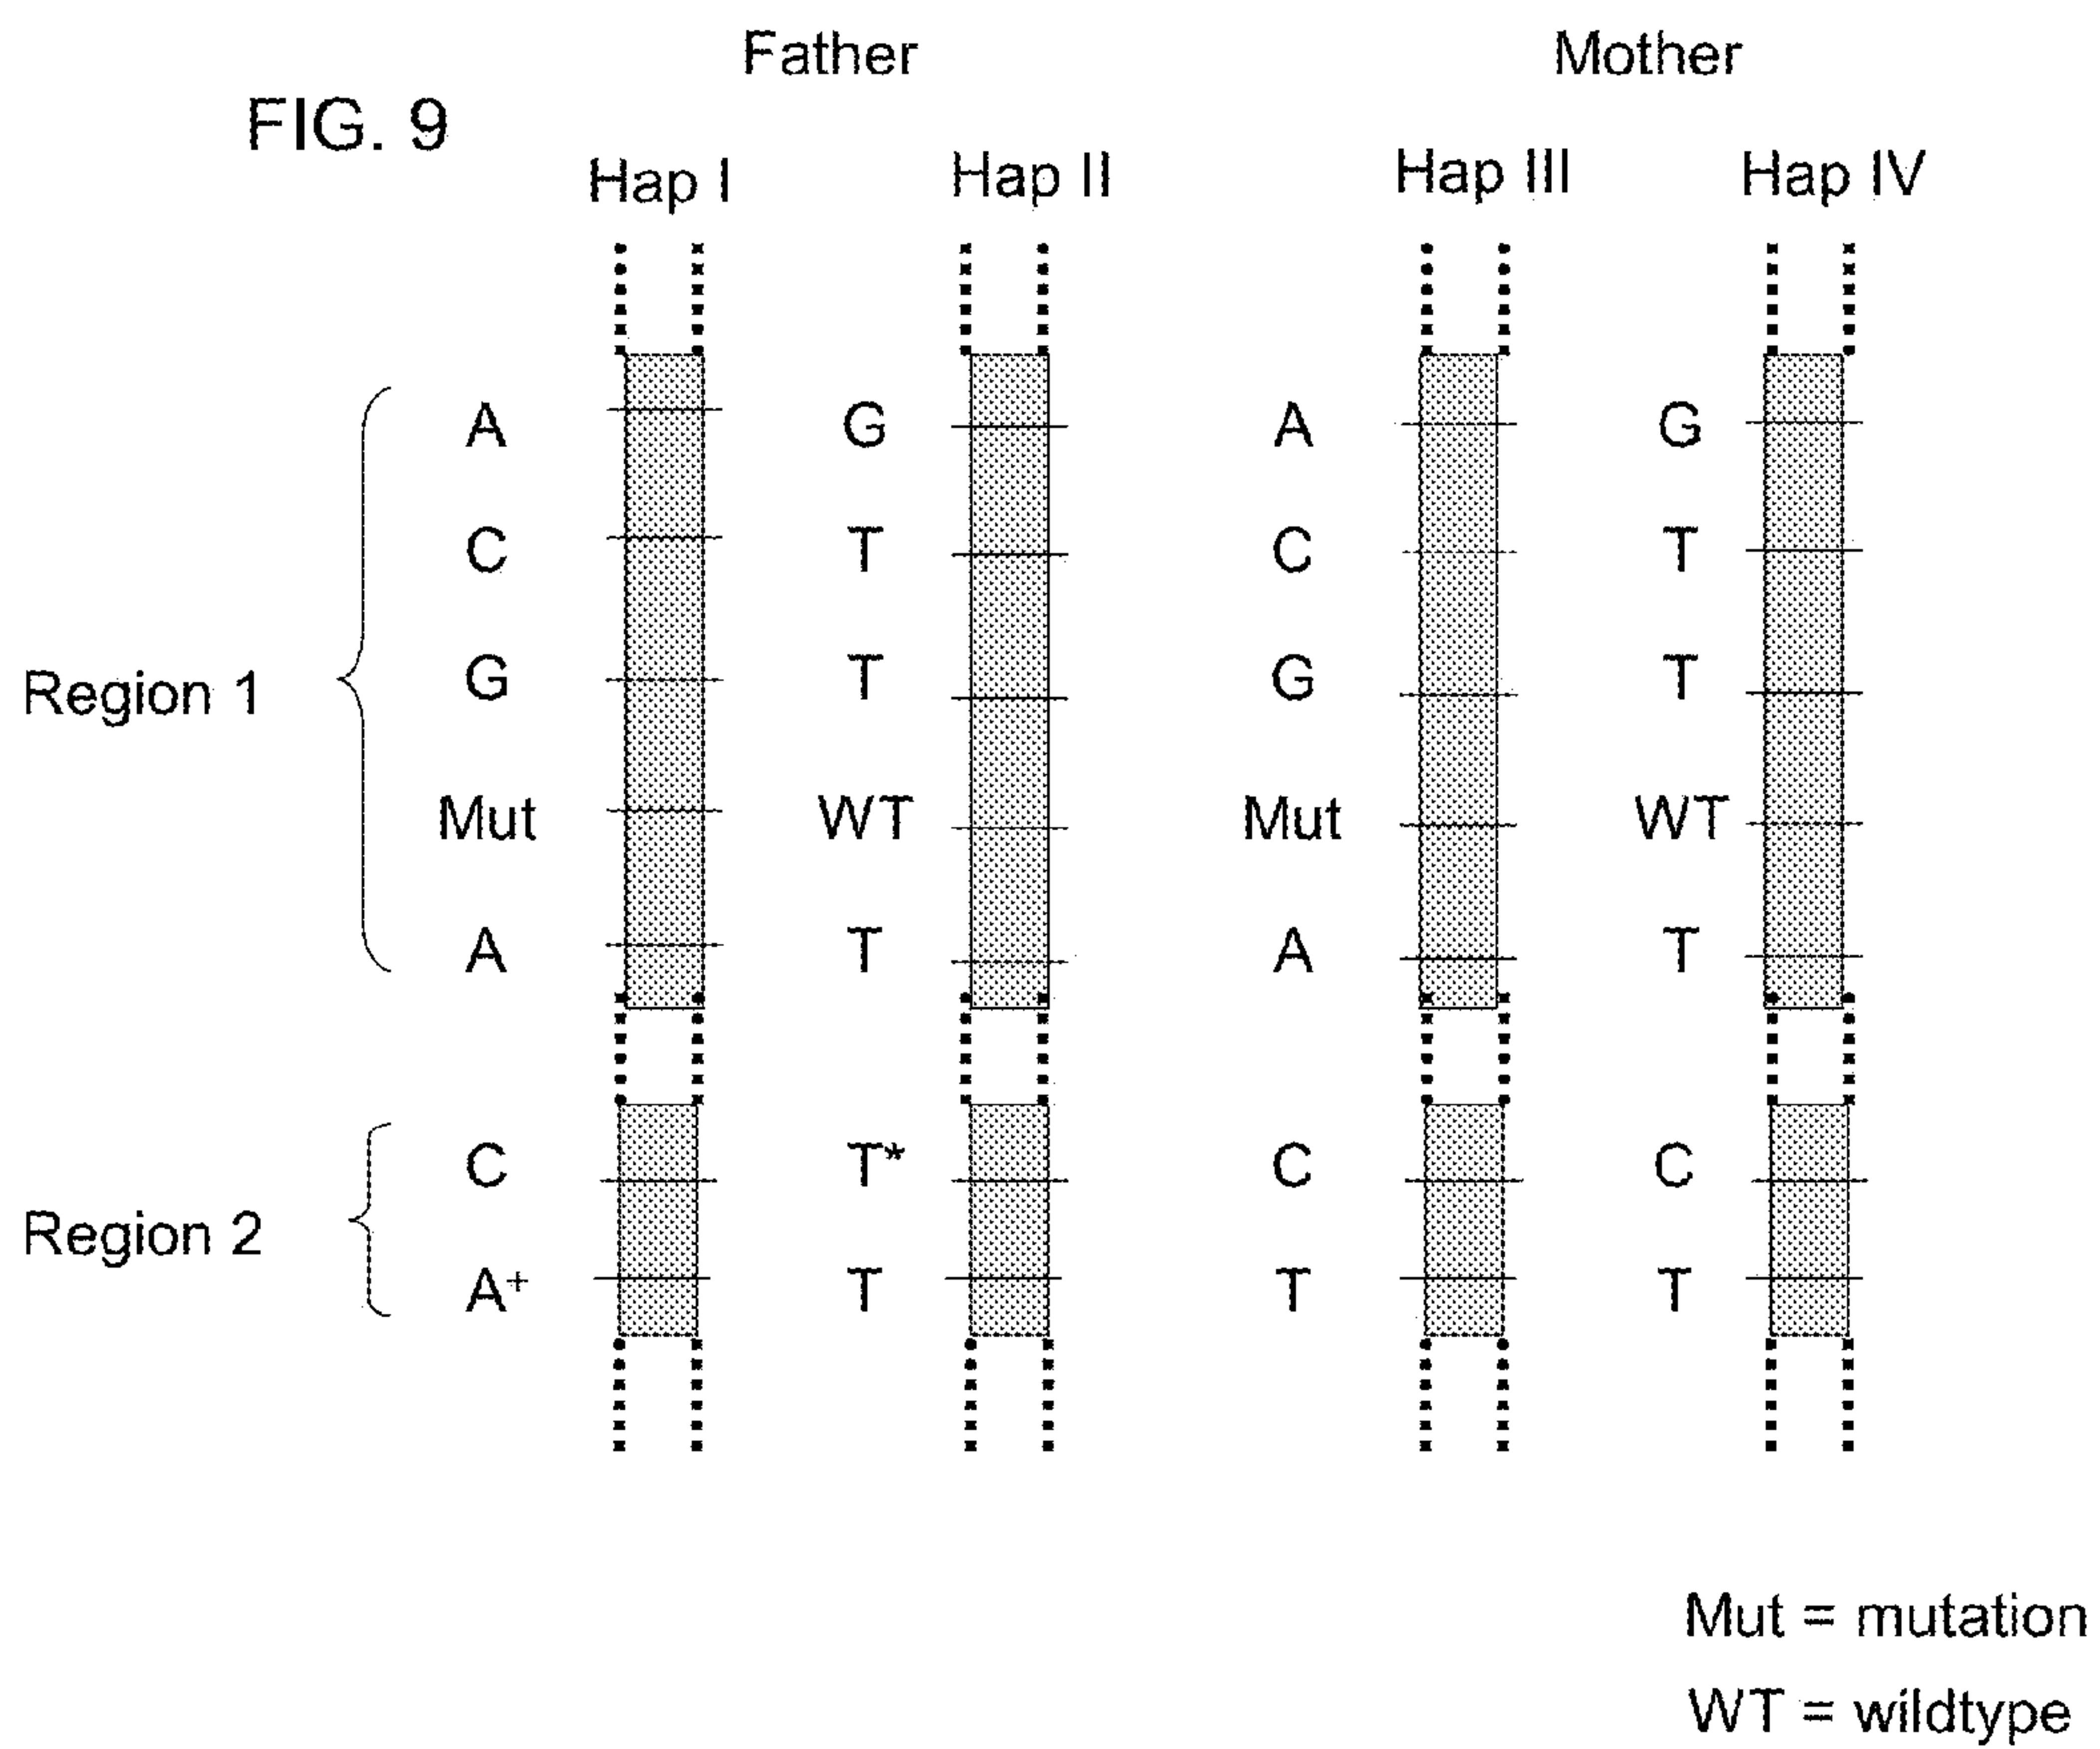 Father Mother
FIG. 9
Hap I Hap II Hap III Hap IV
A G A G
C T C T
Region 1 G T G T
Mut WT Mut WT
A T A T
C T* C C
Region 2
A+ T T T
Mut = mutation
WT = wildtype